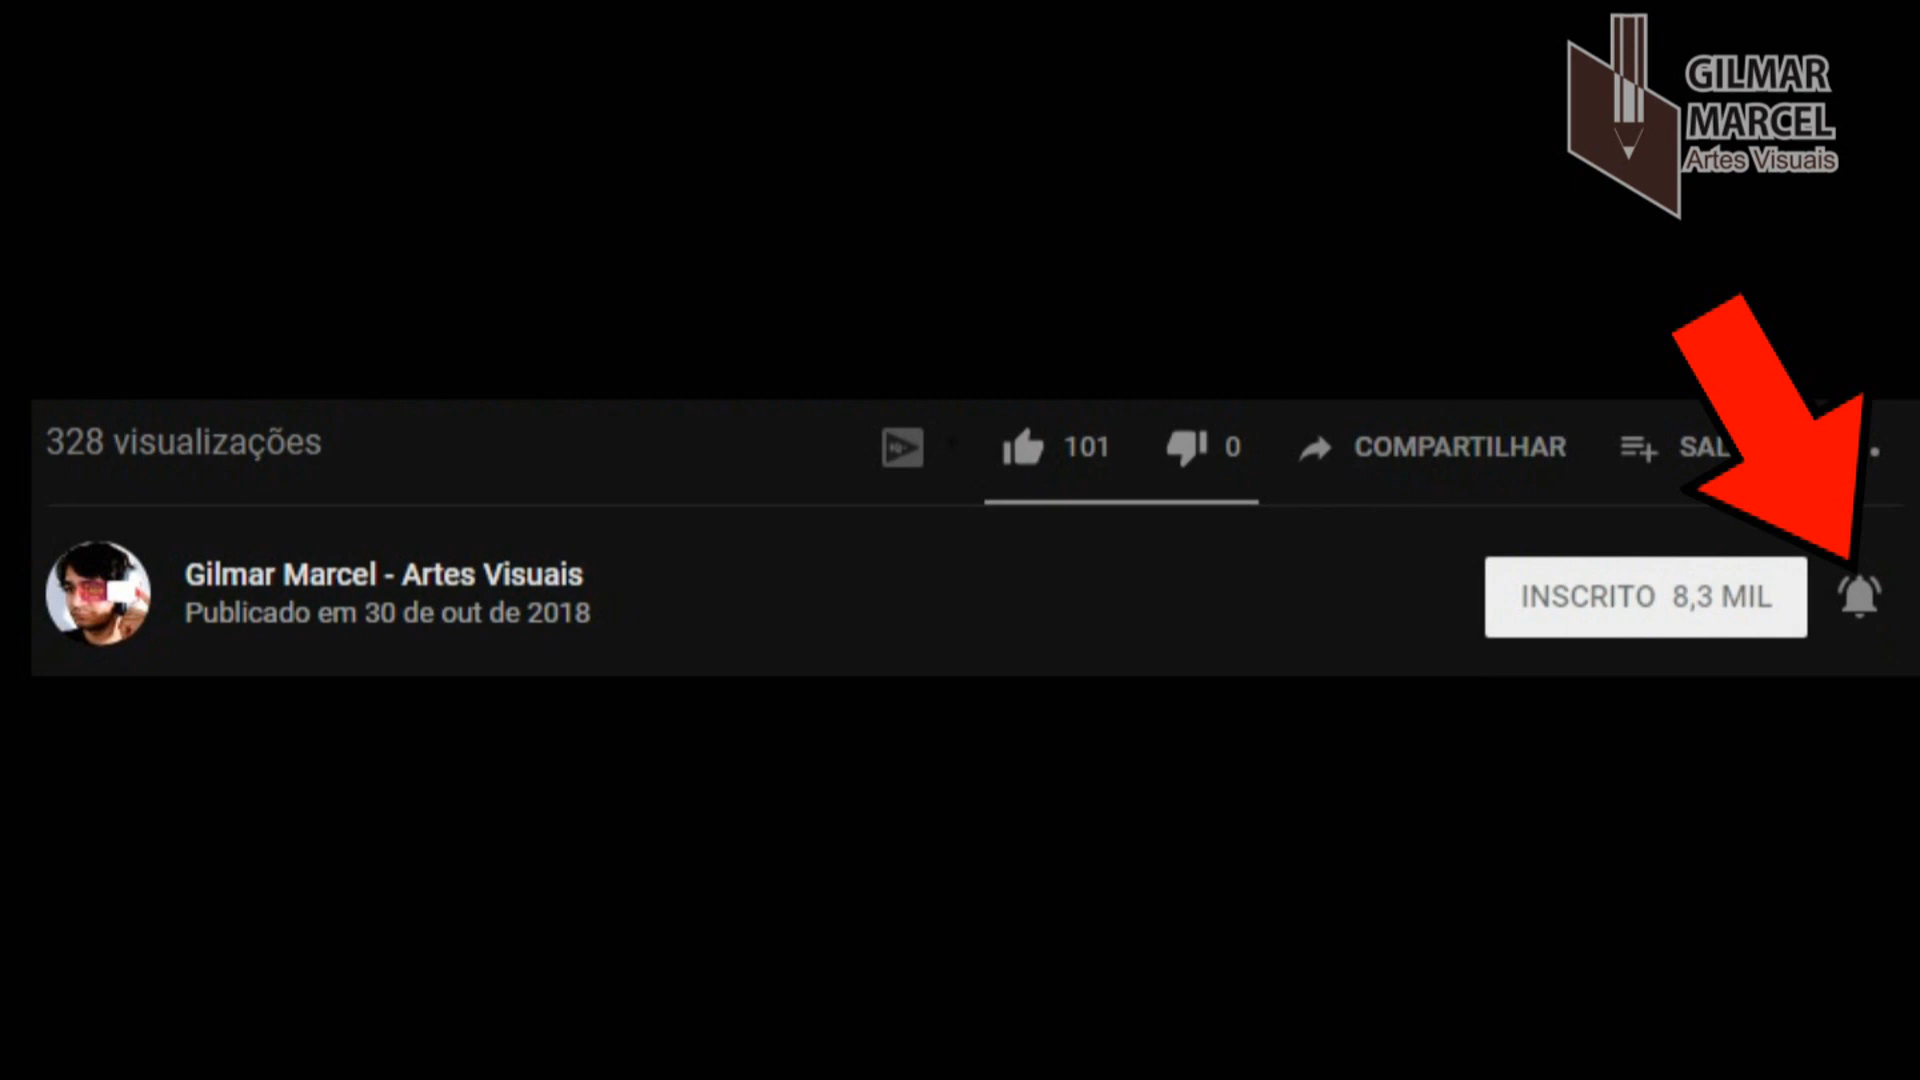 GILMAR
MARCEL
Artes Visuais
328 visualizações
101
0
COMPARTILHAR
Gilmar Marcel - Artes Visuais
Publicado em 30 de out de 2018
INSCRITO 8,3 MIL